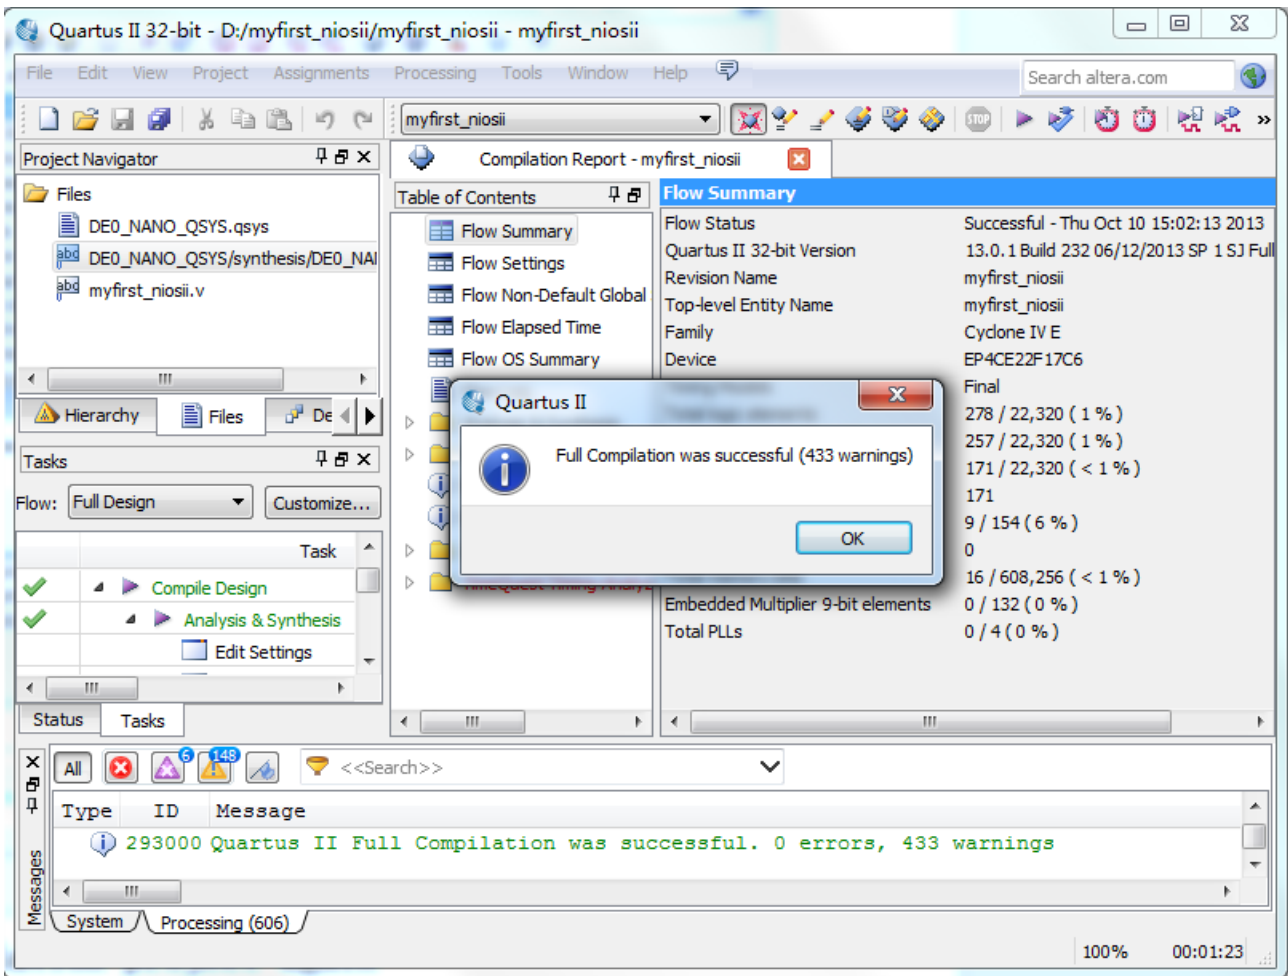 Quartus II 32-bit - D:/myfirst_niosii/myfirst_niosii - myfirst_niosii
File Edit View Project Assignments Processing Tools Window Help
Search altera.com
myfirst_niosii
STOP
Project Navigator
Files
DE0_NANO_QSYS.qsys
DE0_NANO_QSYS/synthesis/DE0_NAI
myfirst_niosii.v
Hierarchy Files De
Tasks
Flow: Full Design Customize...
Task
Compile Design
Analysis & Synthesis
Edit Settings
Status Tasks
Compilation Report - myfirst_niosii
Table of Contents
Flow Summary
Flow Settings
Flow Non-Default Global
Flow Elapsed Time
Flow OS Summary
TimeQuest Timing Analyz
Flow Summary
Flow Status Successful - Thu Oct 10 15:02:13 2013
Quartus II 32-bit Version 13.0.1 Build 232 06/12/2013 SP 1 SJ Full
Revision Name myfirst_niosii
Top-level Entity Name myfirst_niosii
Family Cyclone IV E
Device EP4CE22F17C6
Final
278 / 22,320 ( 1 % )
257 / 22,320 ( 1 % )
171 / 22,320 ( < 1 % )
171
9 / 154 ( 6 % )
0
16 / 608,256 ( < 1 % )
Embedded Multiplier 9-bit elements 0 / 132 ( 0 % )
Total PLLs 0 / 4 ( 0 % )
Quartus II
Full Compilation was successful (433 warnings)
OK
All 6 148 <<Search>>
Type ID Message
293000 Quartus II Full Compilation was successful. 0 errors, 433 warnings
Messages
System Processing (606)
100% 00:01:23